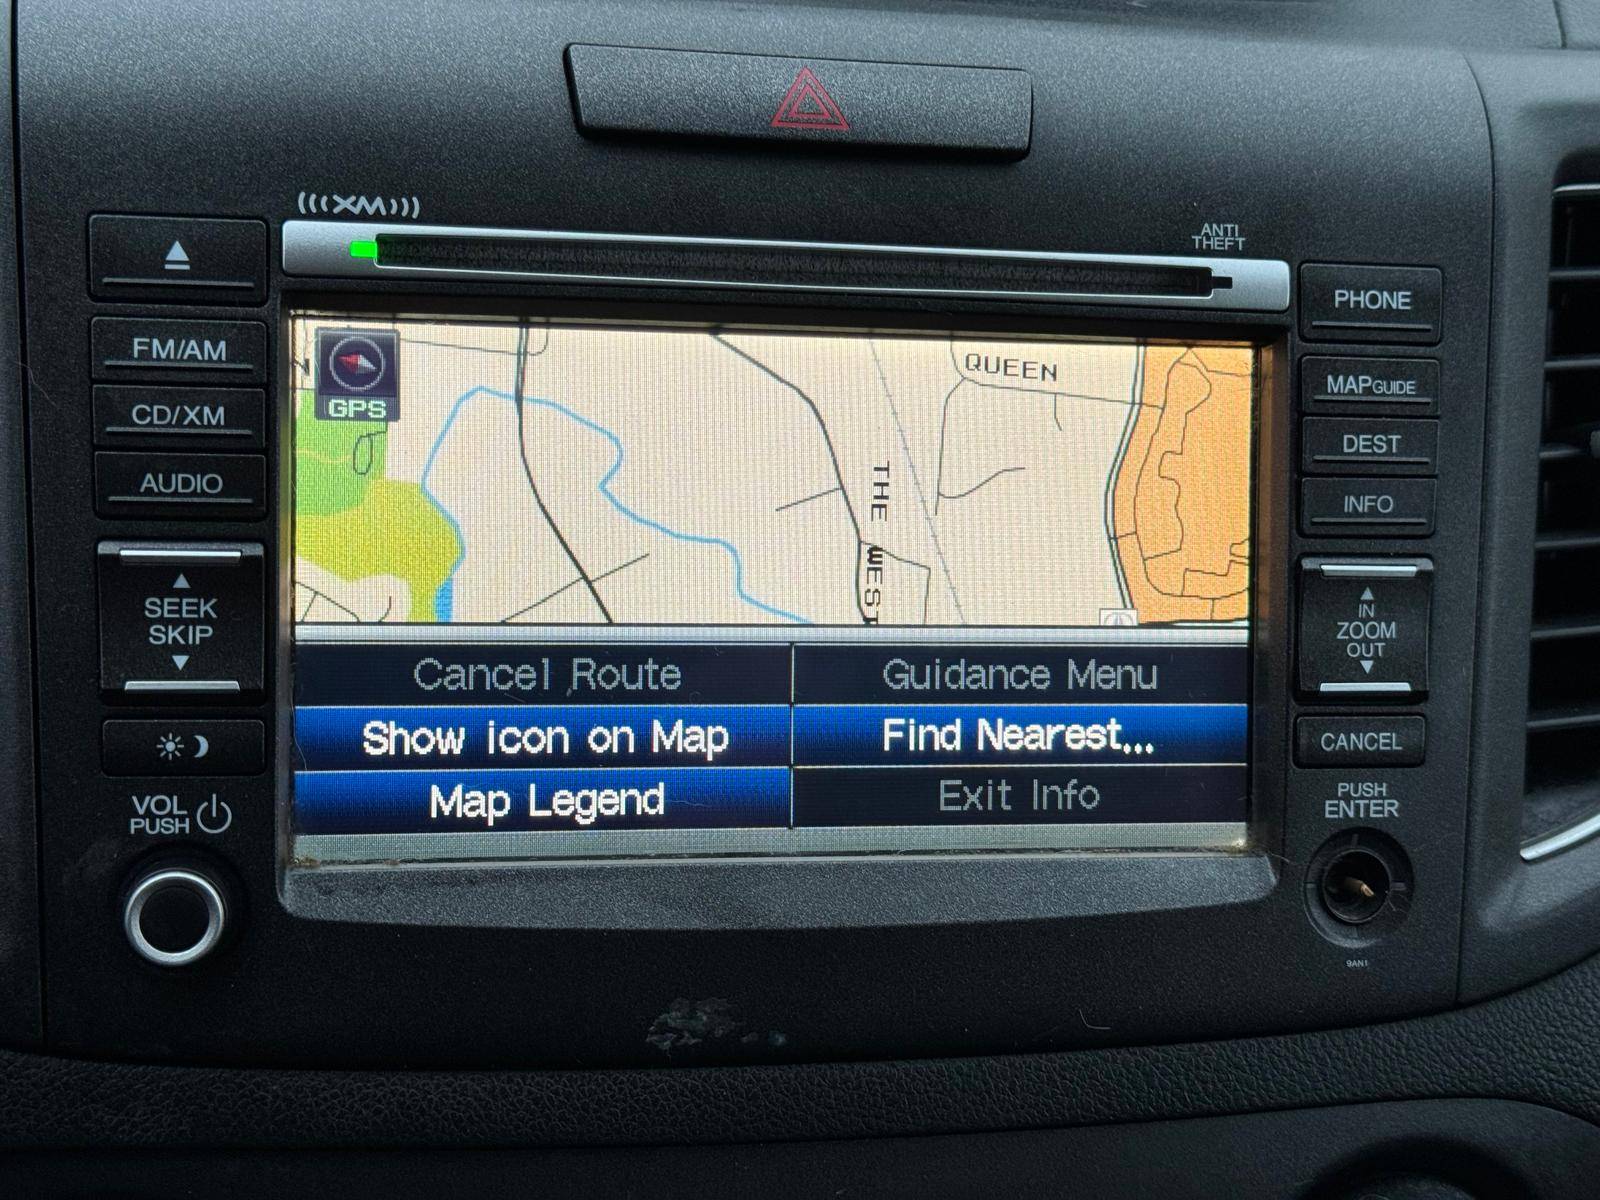 XM
ANTI
THEFT
PHONE
FM/AM
MAP GUIDE
CD/XM
DEST
AUDIO
INFO
GPS
QUEEN
THE WEST
SEEK
SKIP
IN
ZOOM
OUT
Cancel Route
Guidance Menu
Show icon on Map
Find Nearest...
Map Legend
Exit Info
CANCEL
VOL
PUSH
PUSH
ENTER
9AN1